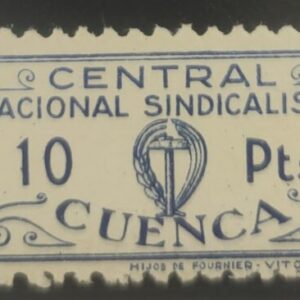 CENTRAL
ACIONAL SINDICALIS
10 Pts
CUENCA
HIJOS DE FOURNIER - VITO